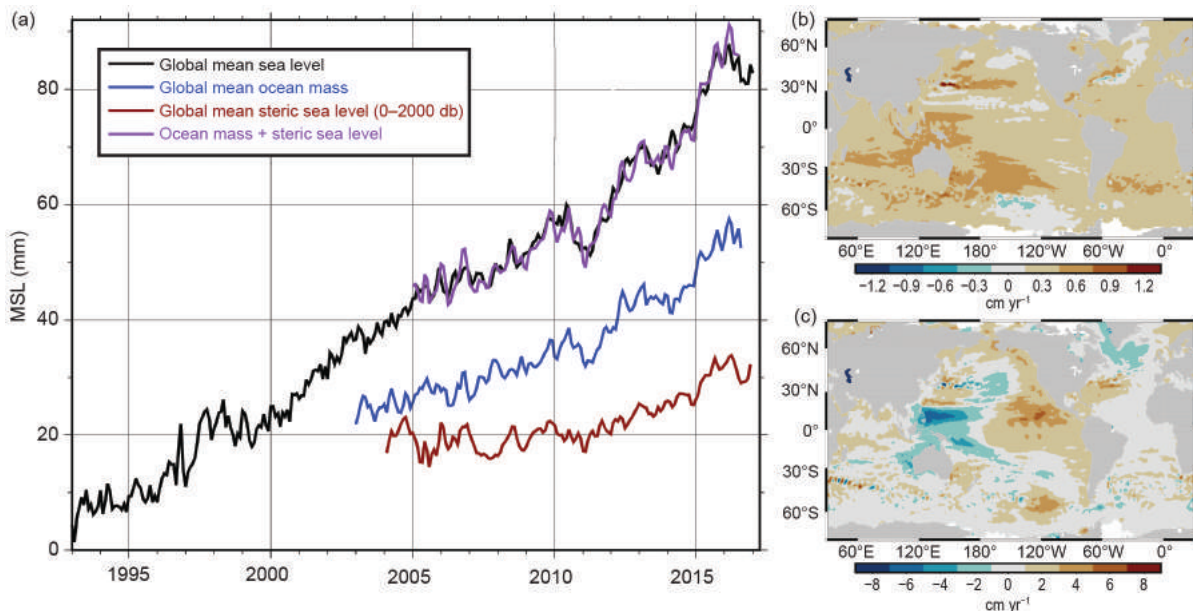 (a)
Global mean sea level
Global mean ocean mass
Global mean steric sea level (0–2000 db)
Ocean mass + steric sea level
MSL (mm)
80
60
40
20
0
1995 2000 2005 2010 2015
(b)
60°N
30°N
0°
30°S
60°S
60°E 120°E 180° 120°W 60°W 0°
−1.2 −0.9 −0.6 −0.3 0 0.3 0.6 0.9 1.2
cm yr⁻¹
(c)
60°N
30°N
0°
30°S
60°S
60°E 120°E 180° 120°W 60°W 0°
−8 −6 −4 −2 0 2 4 6 8
cm yr⁻¹